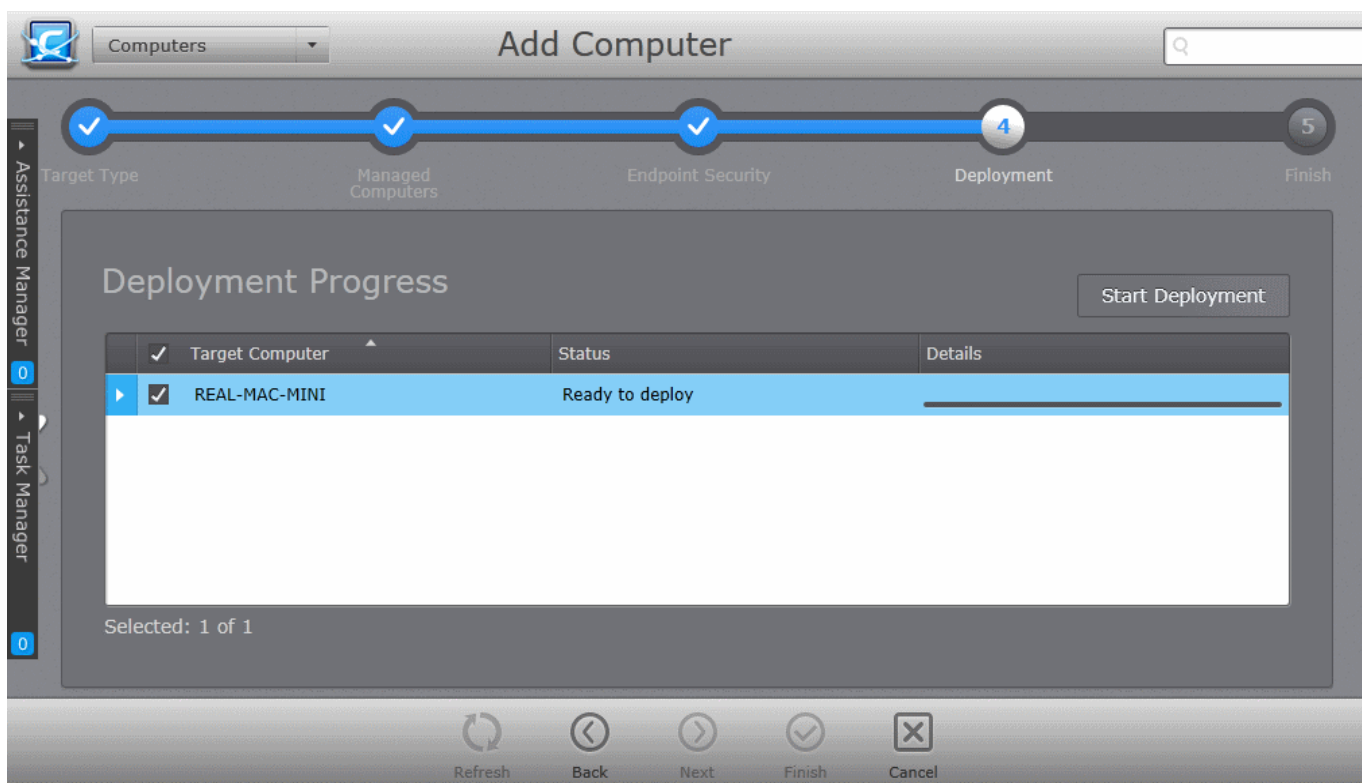 Computers
Add Computer
4
5
Target Type
Managed
Computers
Endpoint Security
Deployment
Finish
Assistance Manager
0
Task Manager
0
Deployment Progress
Start Deployment
Target Computer
Status
Details
REAL-MAC-MINI
Ready to deploy
Selected: 1 of 1
Refresh
Back
Next
Finish
Cancel